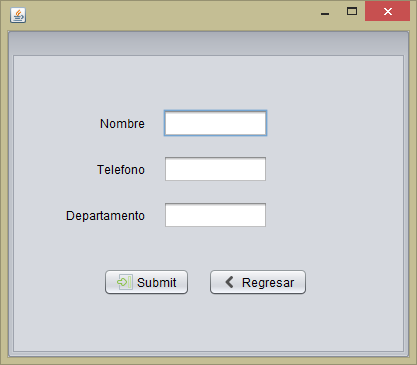 Nombre
Telefono
Departamento
Submit Regresar